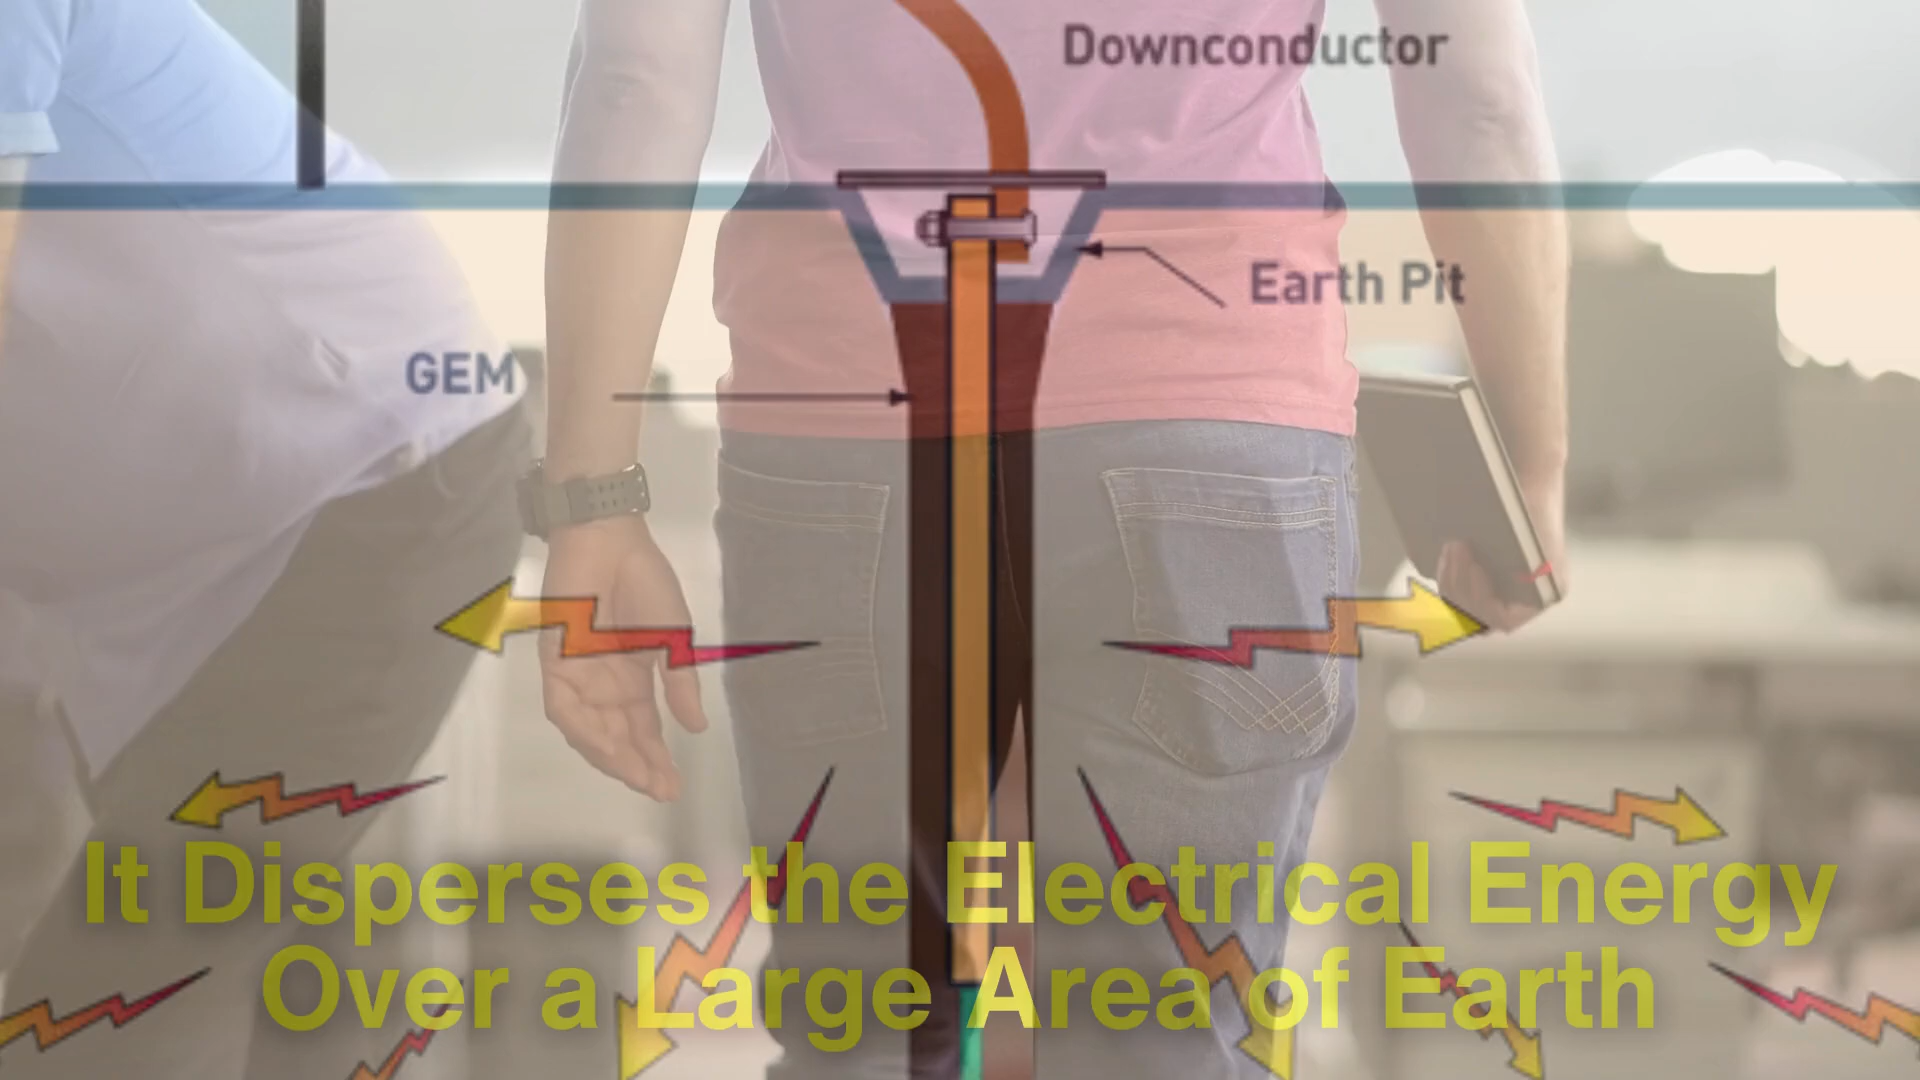 Downconductor
Earth Pit
GEM
It Disperses the Electrical Energy
Over a Large Area of Earth